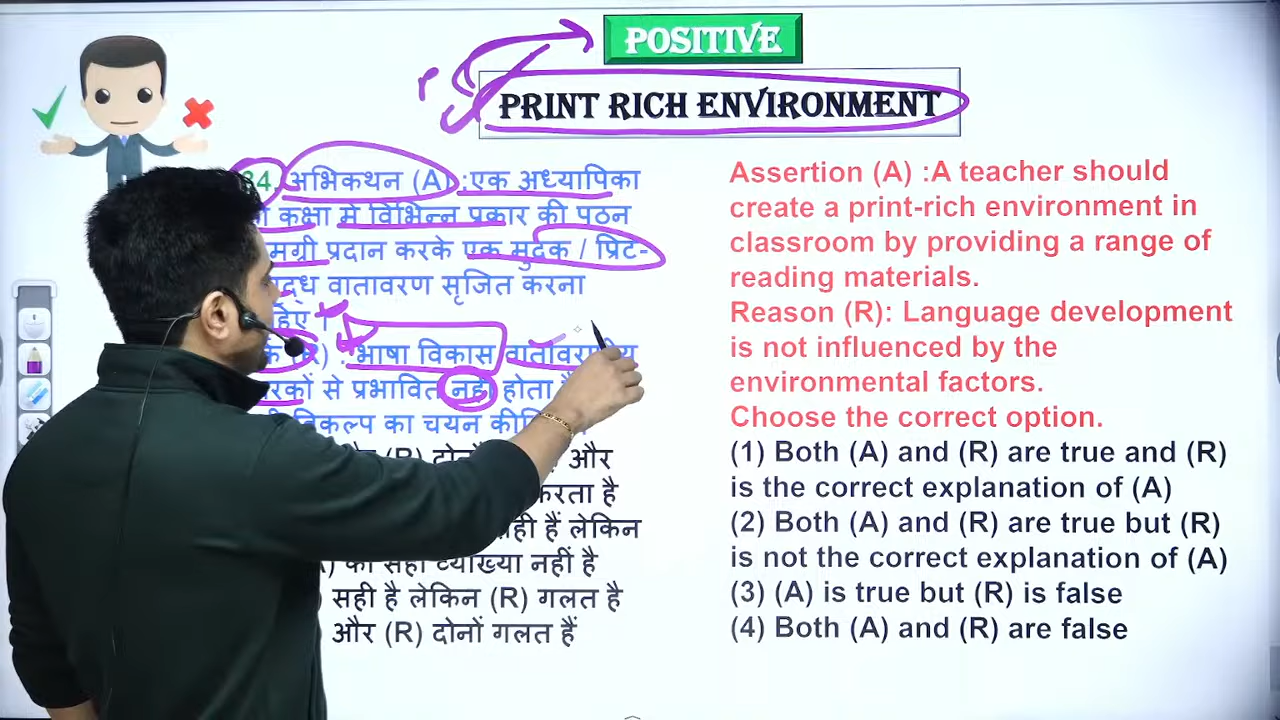 POSITIVE
PRINT RICH ENVIRONMENT
34. अभिकथन (A) :एक अध्यापिका
कक्षा में विभिन्न प्रकार की पठन
प्रदान करके एक मुद्रक / प्रिंट-
वातावरण सृजित करना
: भाषा विकास वातावरणीय
से प्रभावित नहीं होता
का चयन
और
करता है
लेकिन
व्याख्या नहीं है
सही है लेकिन (R) गलत है
और (R) दोनों गलत हैं
Assertion (A) :A teacher should
create a print-rich environment in
classroom by providing a range of
reading materials.
Reason (R): Language development
is not influenced by the
environmental factors.
Choose the correct option.
(1) Both (A) and (R) are true and (R)
is the correct explanation of (A)
(2) Both (A) and (R) are true but (R)
is not the correct explanation of (A)
(3) (A) is true but (R) is false
(4) Both (A) and (R) are false